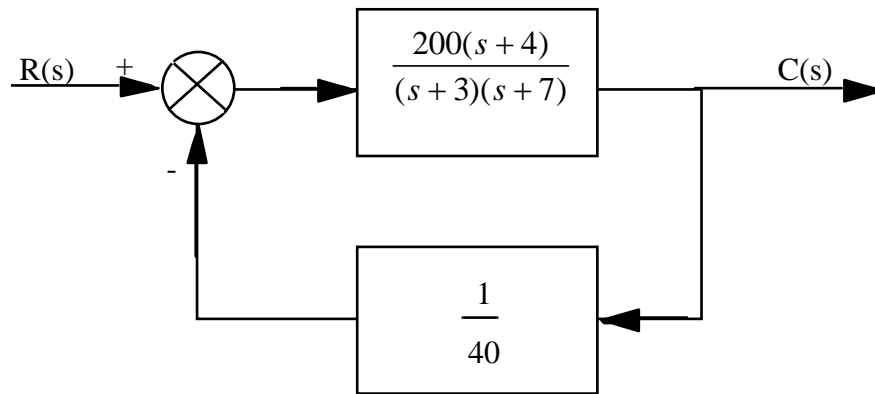 R(s)
+
200(s + 4)
(s + 3)(s + 7)
C(s)
-
1
40